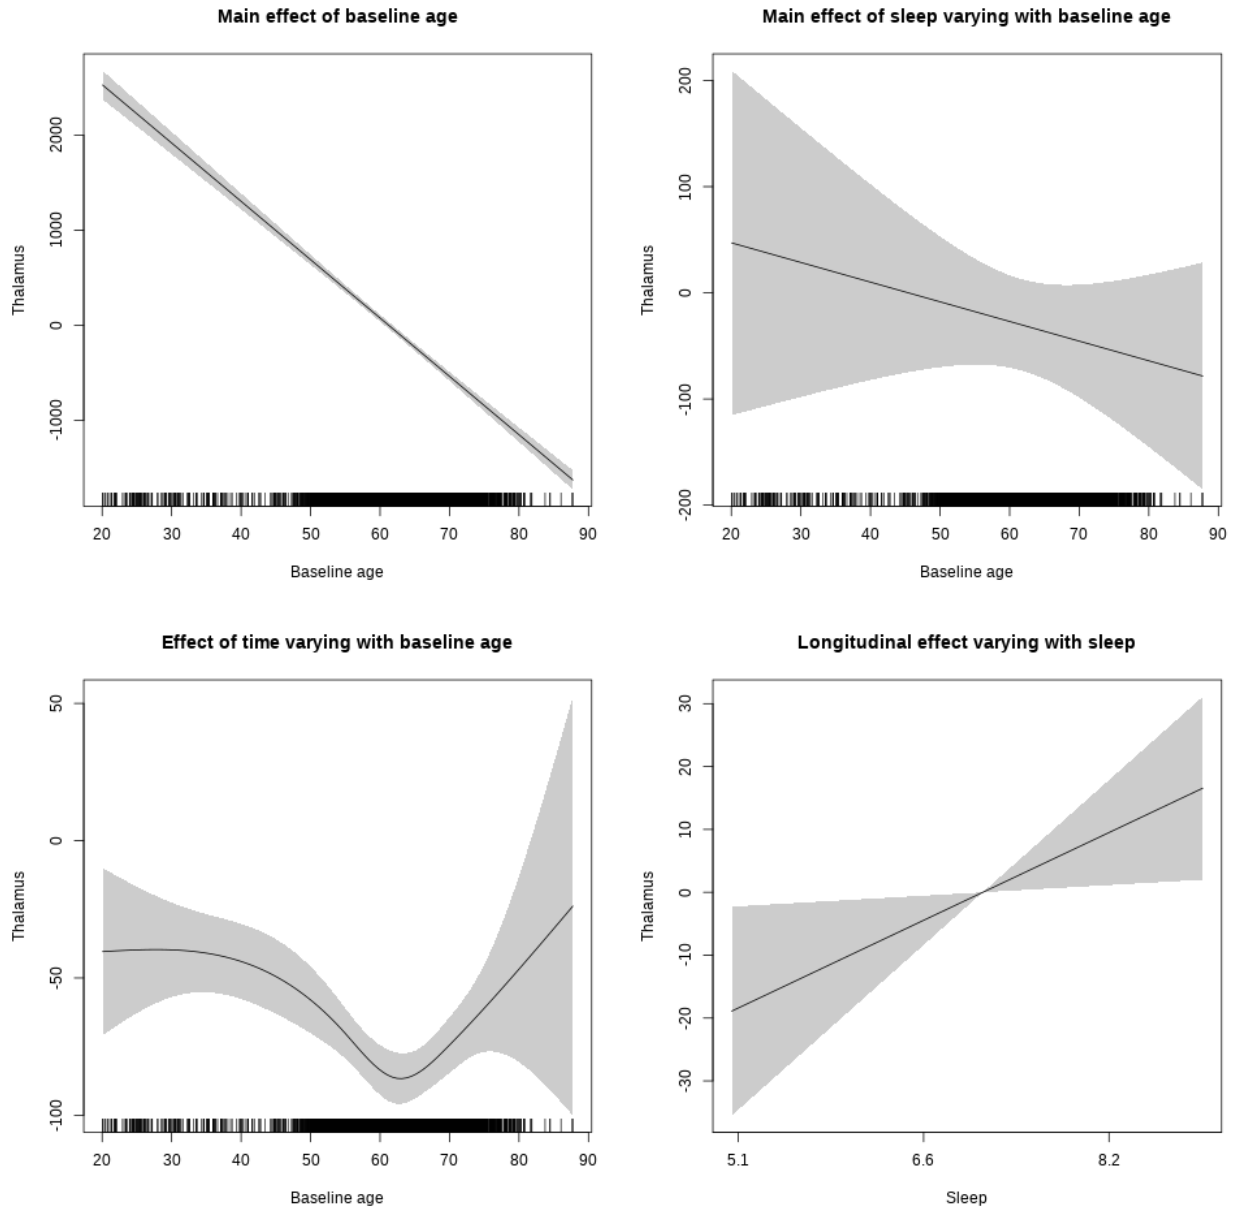 Main effect of baseline age
Thalamus
2000
1000
0
-1000
20 30 40 50 60 70 80 90
Baseline age
Main effect of sleep varying with baseline age
Thalamus
200
100
0
-100
-200
20 30 40 50 60 70 80 90
Baseline age
Effect of time varying with baseline age
Thalamus
50
0
-50
-100
20 30 40 50 60 70 80 90
Baseline age
Longitudinal effect varying with sleep
Thalamus
30
20
10
0
-10
-20
-30
5.1 6.6 8.2
Sleep